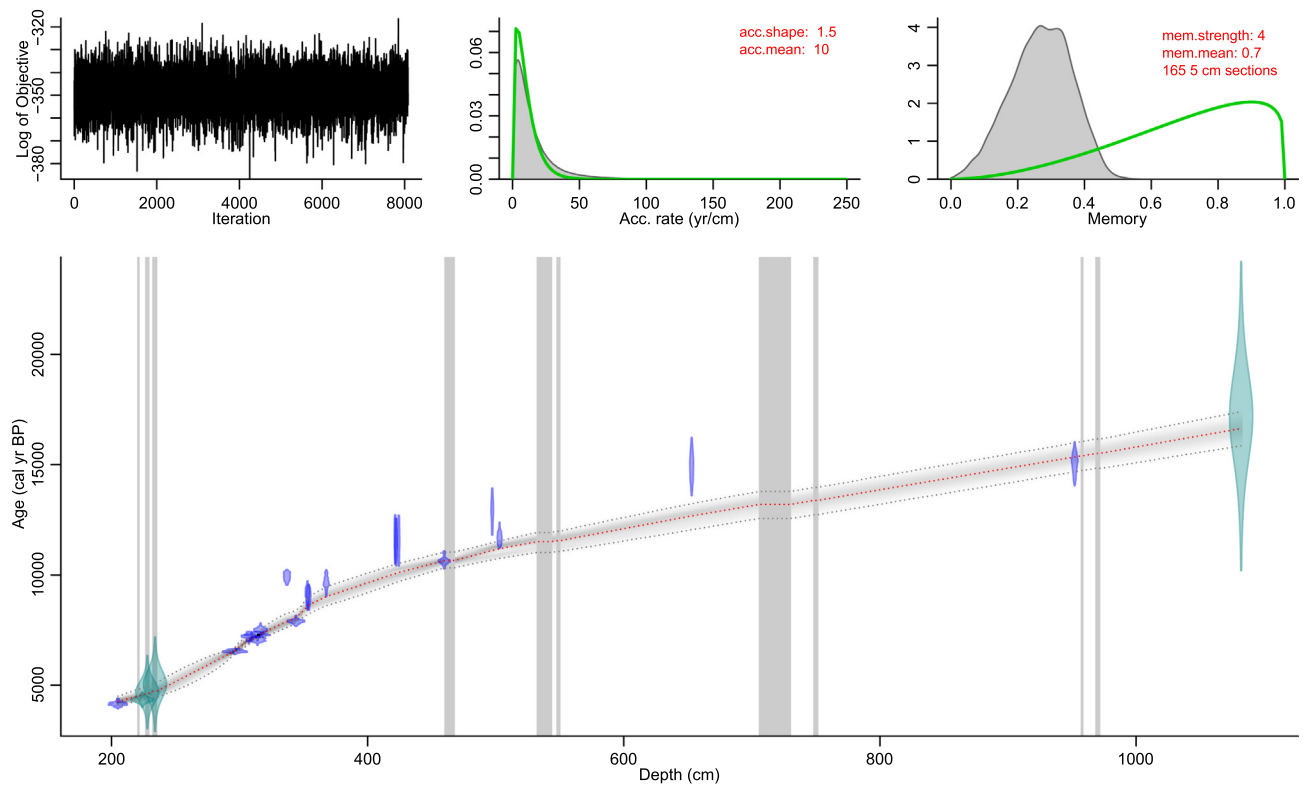 Log of Objective
−320
−350
−380
0 2000 4000 6000 8000
Iteration
acc.shape: 1.5
acc.mean: 10
0.06
0.03
0.00
0 50 100 150 200 250
Acc. rate (yr/cm)
mem.strength: 4
mem.mean: 0.7
165 5 cm sections
4
3
2
1
0
0.0 0.2 0.4 0.6 0.8 1.0
Memory
Age (cal yr BP)
20000
15000
10000
5000
200 400 600 800 1000
Depth (cm)